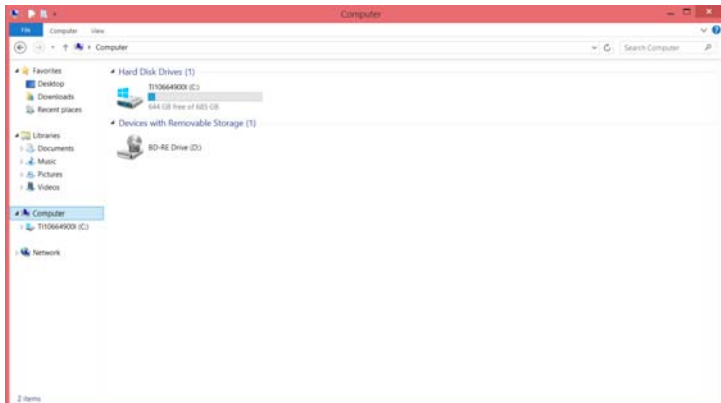 Computer
File Computer View
Computer
Search Computer
Favorites
Desktop
Downloads
Recent places
Libraries
Documents
Music
Pictures
Videos
Computer
TI10664900I (C:)
Network
Hard Disk Drives (1)
TI10664900I (C:)
644 GB free of 685 GB
Devices with Removable Storage (1)
BD-RE Drive (D:)
2 items